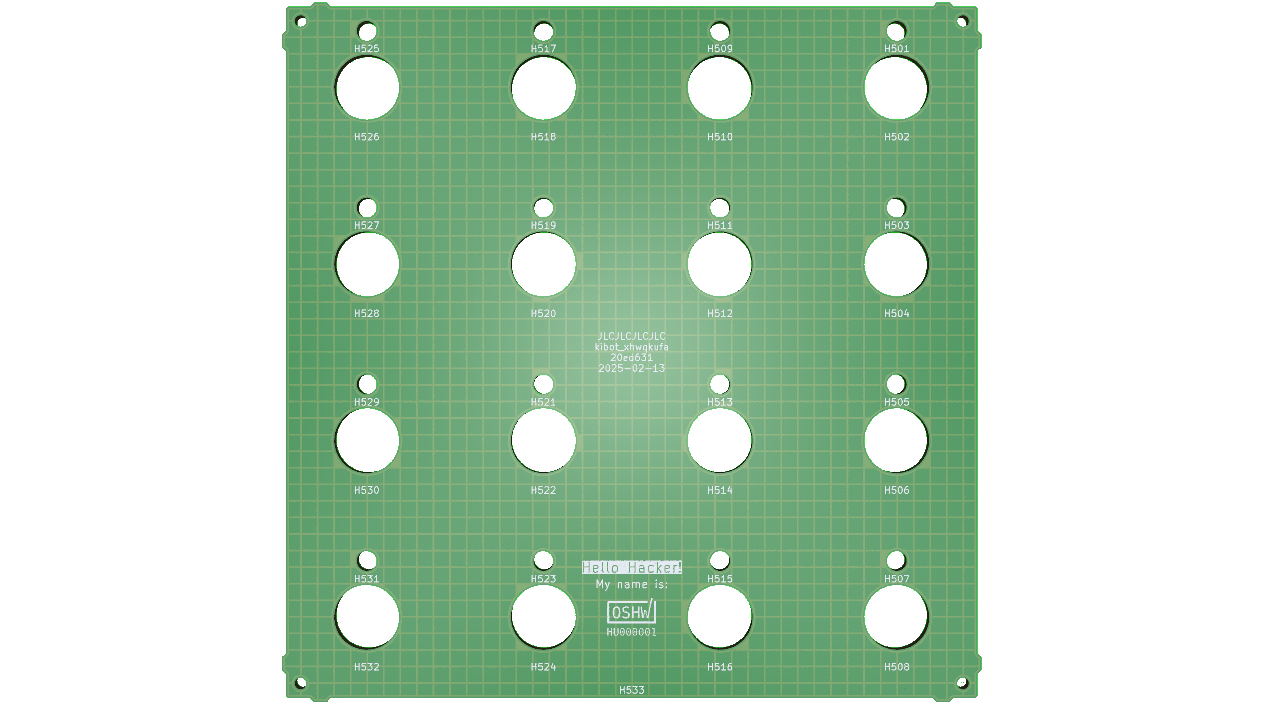 H525 H517 H509 H501
H526 H518 H510 H502
H527 H519 H511 H503
H528 H520 H512 H504
JLCJLCJLCJLC
kibot_xhwqkufa
20ed631
2025-02-13
H529 H521 H513 H505
H530 H522 H514 H506
Hello Hacker!
H531 H523 H515 H507
My name is:
OSHW
HU000001
H532 H524 H516 H508
H533